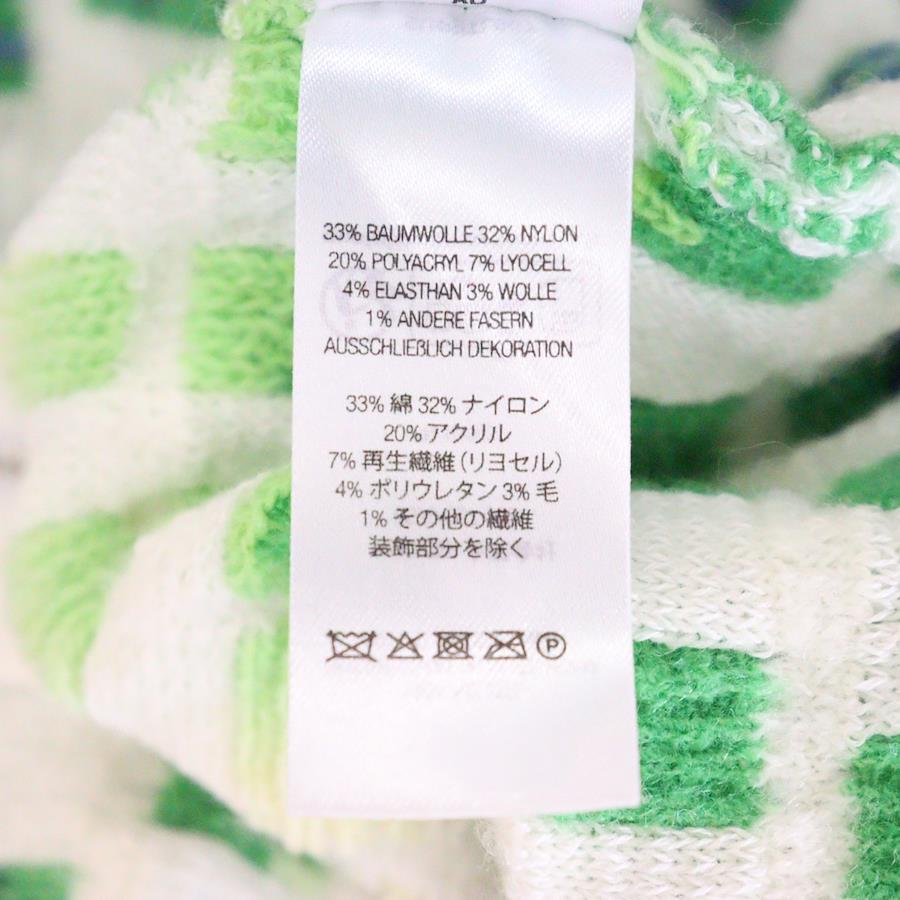 33% BAUMWOLLE 32% NYLON
20% POLYACRYL 7% LYOCELL
4% ELASTHAN 3% WOLLE
1% ANDERE FASERN
AUSSCHLIEßLICH DEKORATION
33% 綿 32% ナイロン
20% アクリル
7% 再生繊維 (リヨセル)
4% ポリウレタン 3% 毛
1% その他の繊維
装飾部分を除く
P